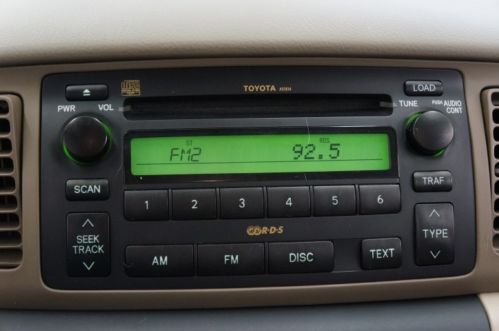 TOYOTA
LOAD
PWR VOL
TUNE PUSH AUDIO CONT
ST
RDS
FM2 92.5
SCAN
1 2 3 4 5 6
TRAF
SEEK TRACK
R·D·S
TYPE
AM FM DISC TEXT